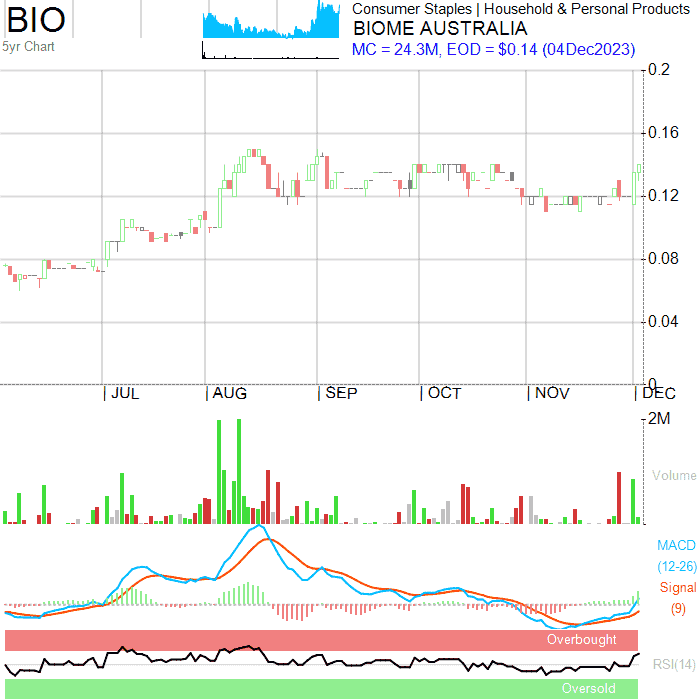 BIO
5yr Chart
Consumer Staples | Household & Personal Products
BIOME AUSTRALIA
MC = 24.3M, EOD = $0.14 (04Dec2023)
0.2
0.16
0.12
0.08
0.04
0
JUL AUG SEP OCT NOV DEC
2M
Volume
MACD
(12-26)
Signal
(9)
Overbought
RSI(14)
Oversold